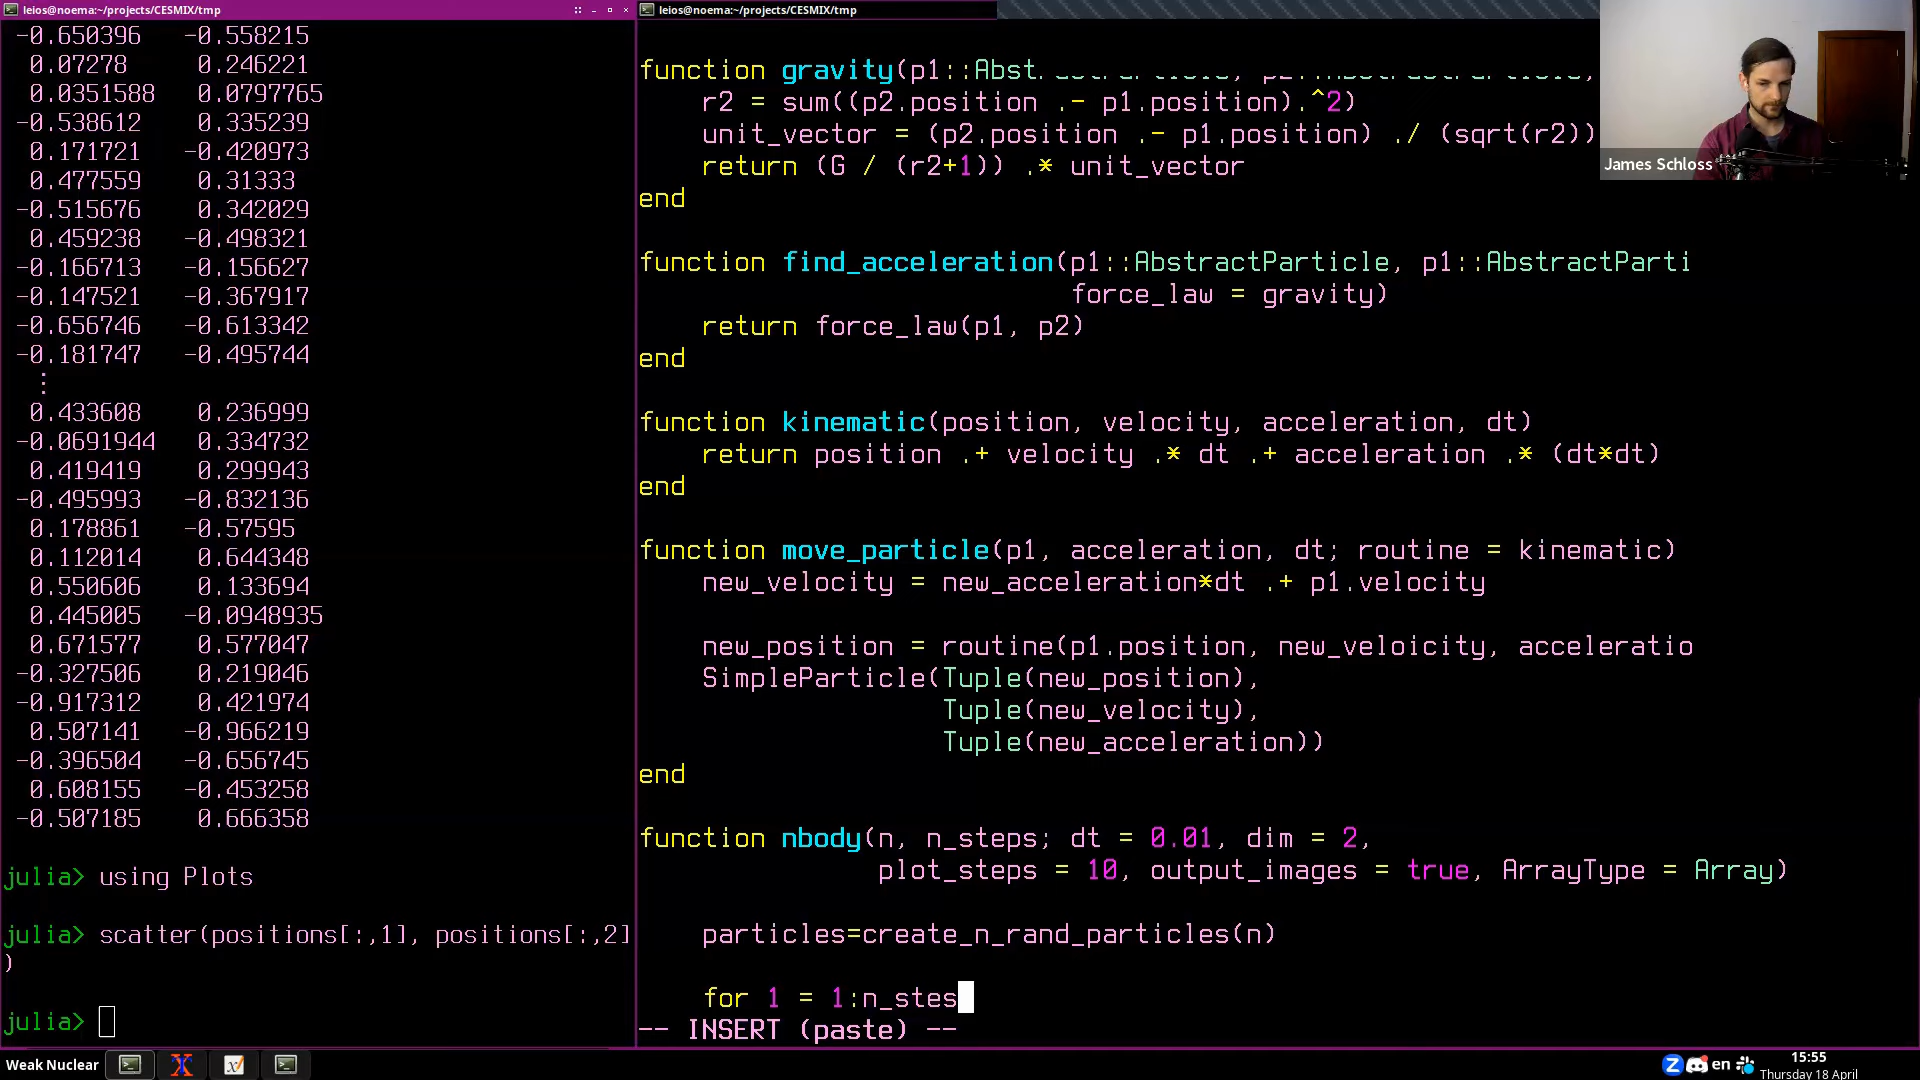 leios@noema:~/projects/CESMIX/tmp
-0.650396 -0.558215
0.07278 0.246221
0.0351588 0.0797765
-0.538612 0.335239
0.171721 -0.420973
0.477559 0.31333
-0.515676 0.342029
0.459238 -0.498321
-0.166713 -0.156627
-0.147521 -0.367917
-0.656746 -0.613342
-0.181747 -0.495744
⋮
0.433608 0.236999
-0.0691944 0.334732
0.419419 0.299943
-0.495993 -0.832136
0.178861 -0.57595
0.112014 0.644348
0.550606 0.133694
0.445005 -0.0948935
0.671577 0.577047
-0.327506 0.219046
-0.917312 0.421974
0.507141 -0.966219
-0.396504 -0.656745
0.608155 -0.453258
-0.507185 0.666358
julia> using Plots
julia> scatter(positions[:,1], positions[:,2]
)
julia>
leios@noema:~/projects/CESMIX/tmp
function gravity(p1::Abst
r2 = sum((p2.position .- p1.position).^2)
unit_vector = (p2.position .- p1.position) ./ (sqrt(r2))
return (G / (r2+1)) .* unit_vector
end
function find_acceleration(p1::AbstractParticle, p1::AbstractParti
force_law = gravity)
return force_law(p1, p2)
end
function kinematic(position, velocity, acceleration, dt)
return position .+ velocity .* dt .+ acceleration .* (dt*dt)
end
function move_particle(p1, acceleration, dt; routine = kinematic)
new_velocity = new_acceleration*dt .+ p1.velocity
new_position = routine(p1.position, new_veloicity, acceleratio
SimpleParticle(Tuple(new_position),
Tuple(new_velocity),
Tuple(new_acceleration))
end
function nbody(n, n_steps; dt = 0.01, dim = 2,
plot_steps = 10, output_images = true, ArrayType = Array)
particles=create_n_rand_particles(n)
for 1 = 1:n_stes
-- INSERT (paste) --
James Schloss
Weak Nuclear
en
15:55
Thursday 18 April